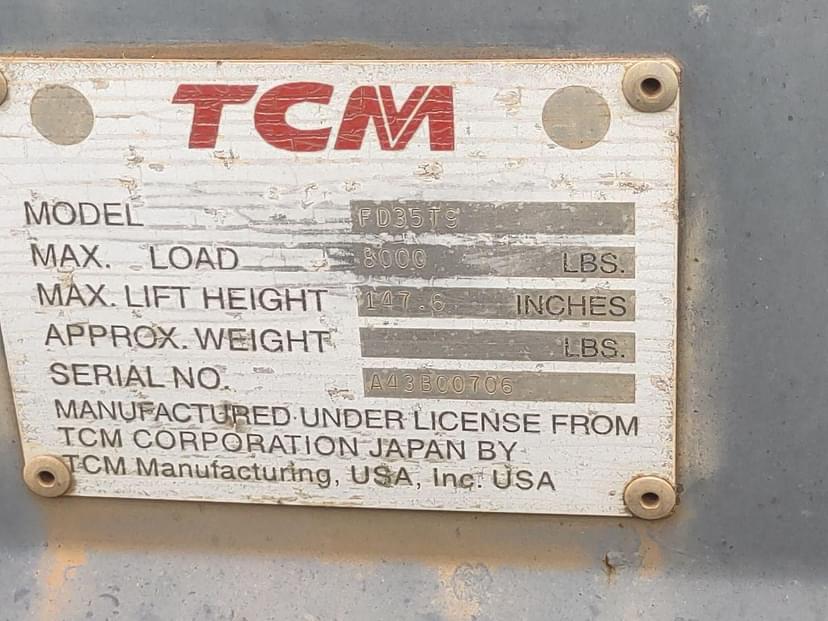 TCM
MODEL FD35T9
MAX. LOAD 8000 LBS.
MAX. LIFT HEIGHT 147.6 INCHES
APPROX. WEIGHT LBS.
SERIAL NO. A43B00706
MANUFACTURED UNDER LICENSE FROM
TCM CORPORATION JAPAN BY
TCM Manufacturing, USA, Inc. USA